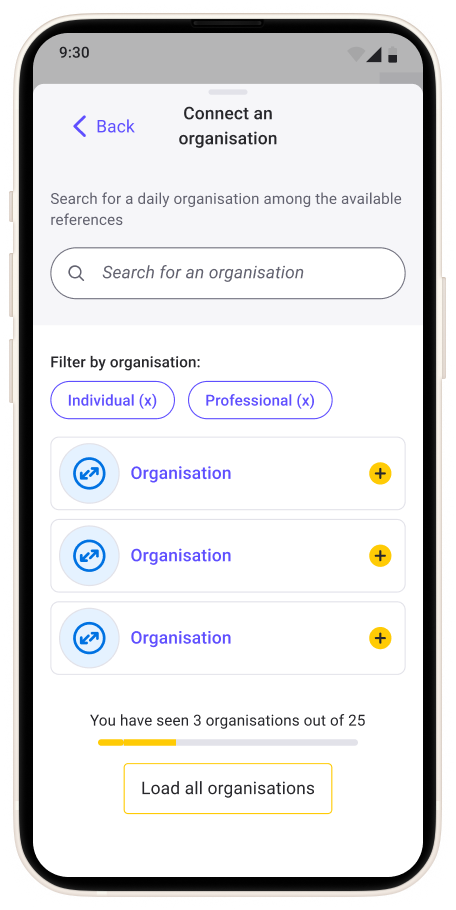 9:30
Back
Connect an
organisation
Search for a daily organisation among the available
references
Search for an organisation
Filter by organisation:
Individual (x)
Professional (x)
Organisation
Organisation
Organisation
You have seen 3 organisations out of 25
Load all organisations